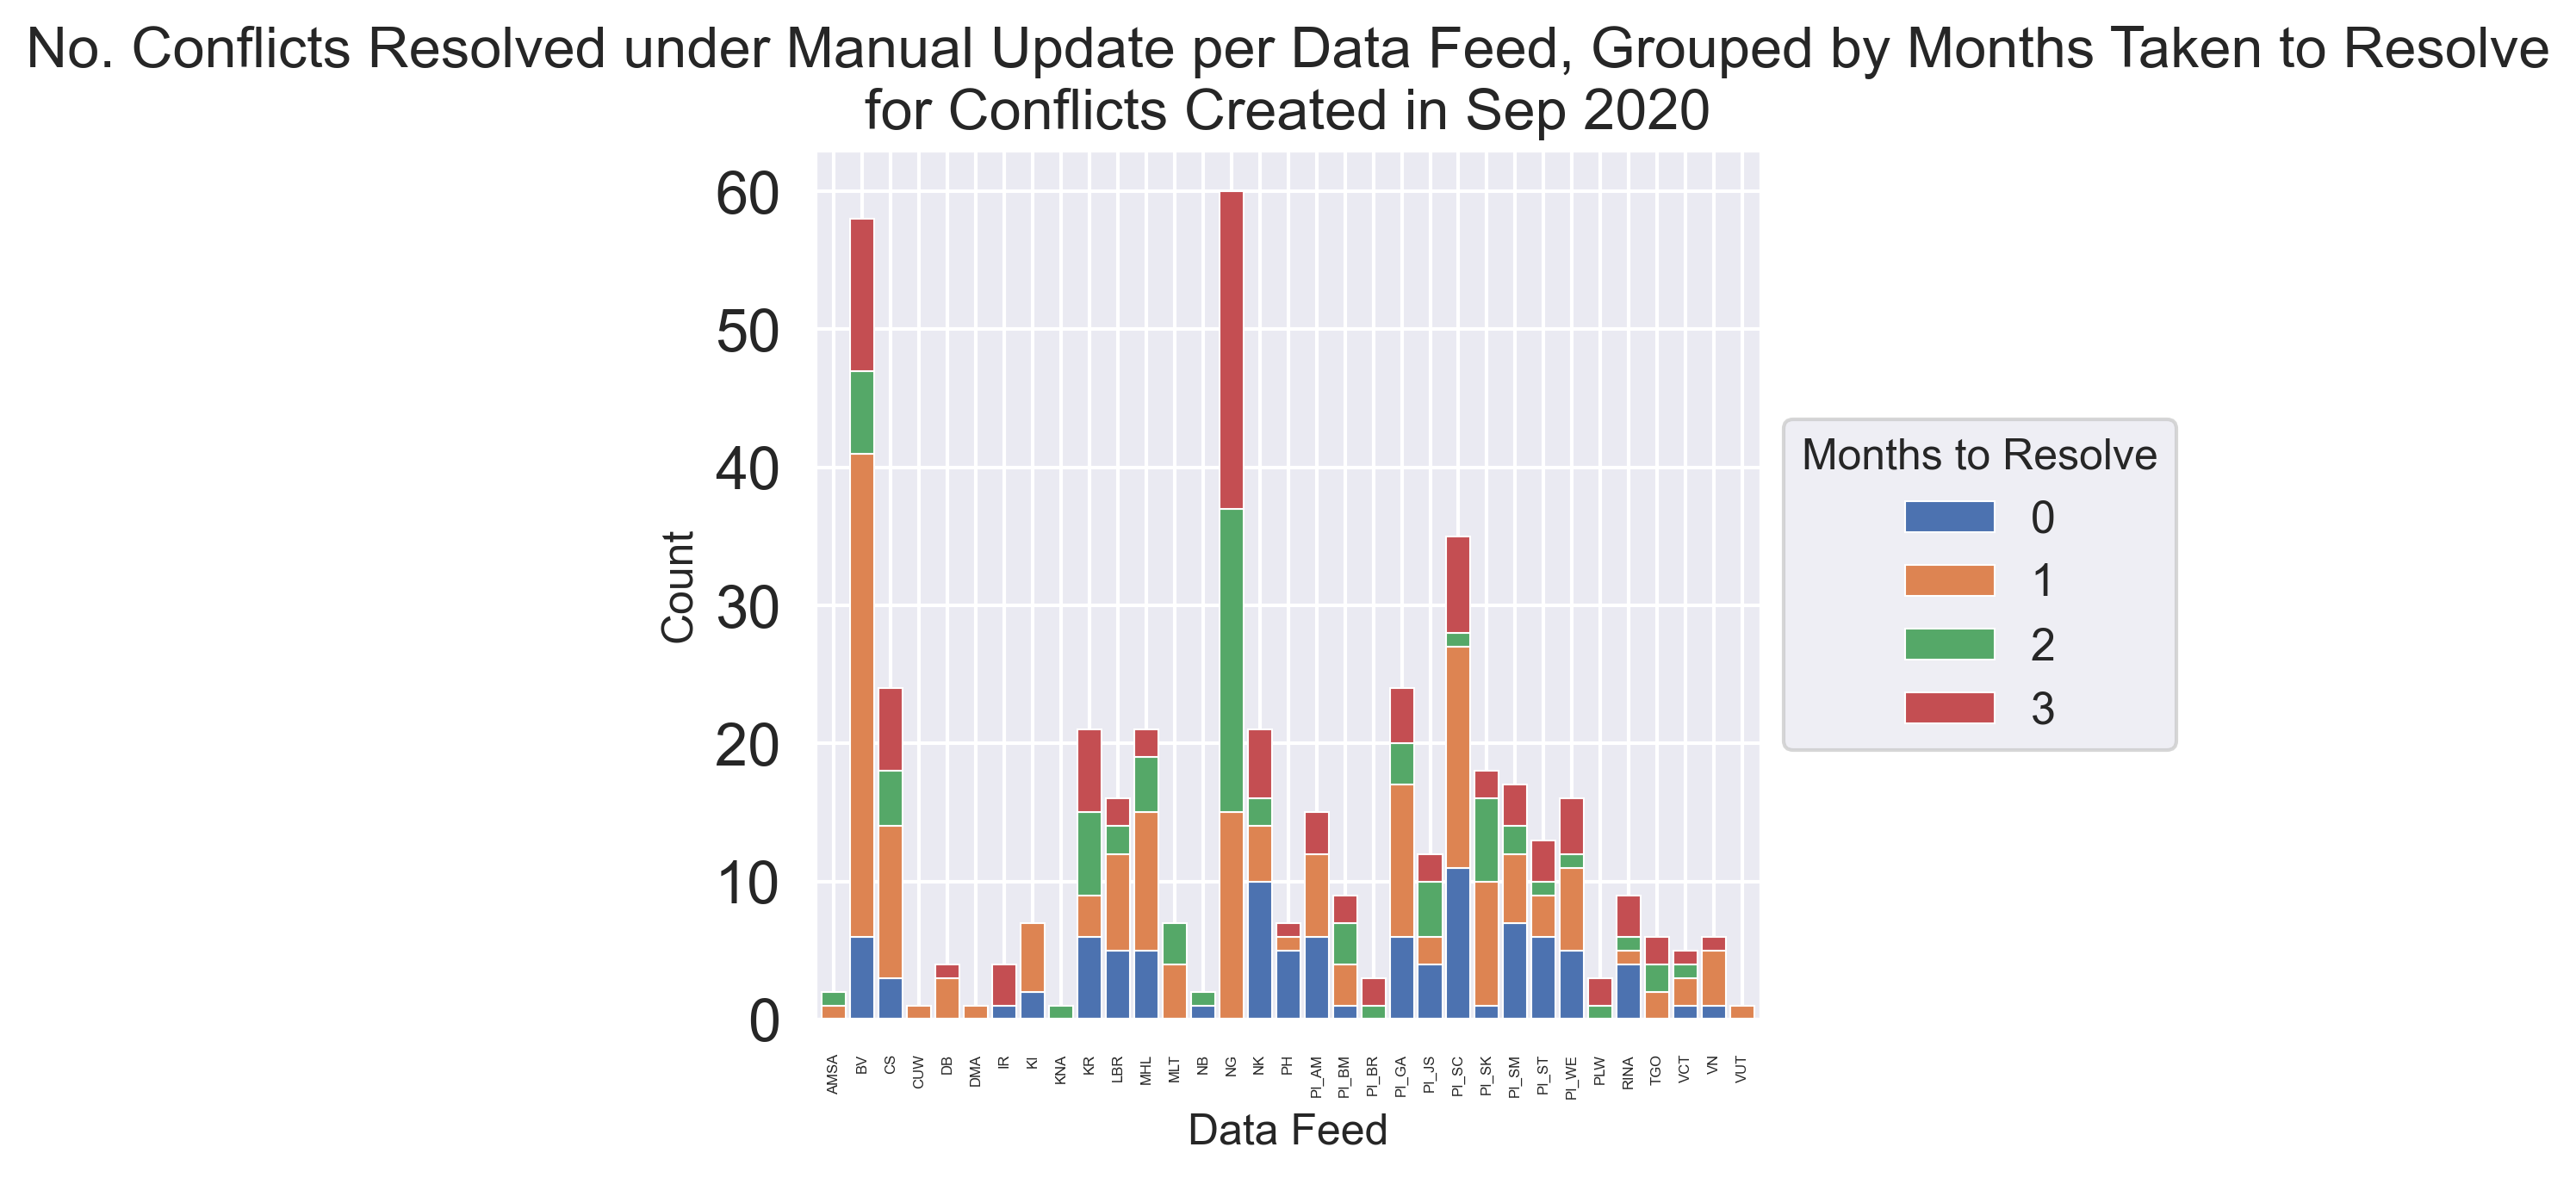 No. Conflicts Resolved under Manual Update per Data Feed, Grouped by Months Taken to Resolve
for Conflicts Created in Sep 2020
60
50
40
30
20
10
0
Count
AMSA
BV
CS
CUW
DB
DMA
IR
KI
KNA
KR
LBR
MHL
MLT
NB
NG
NK
PH
PI_AM
PI_BM
PI_BR
PI_GA
PI_JS
PI_SC
PI_SK
PI_SM
PI_ST
PI_WE
PLW
RINA
TGO
VCT
VN
VUT
Data Feed
Months to Resolve
0
1
2
3